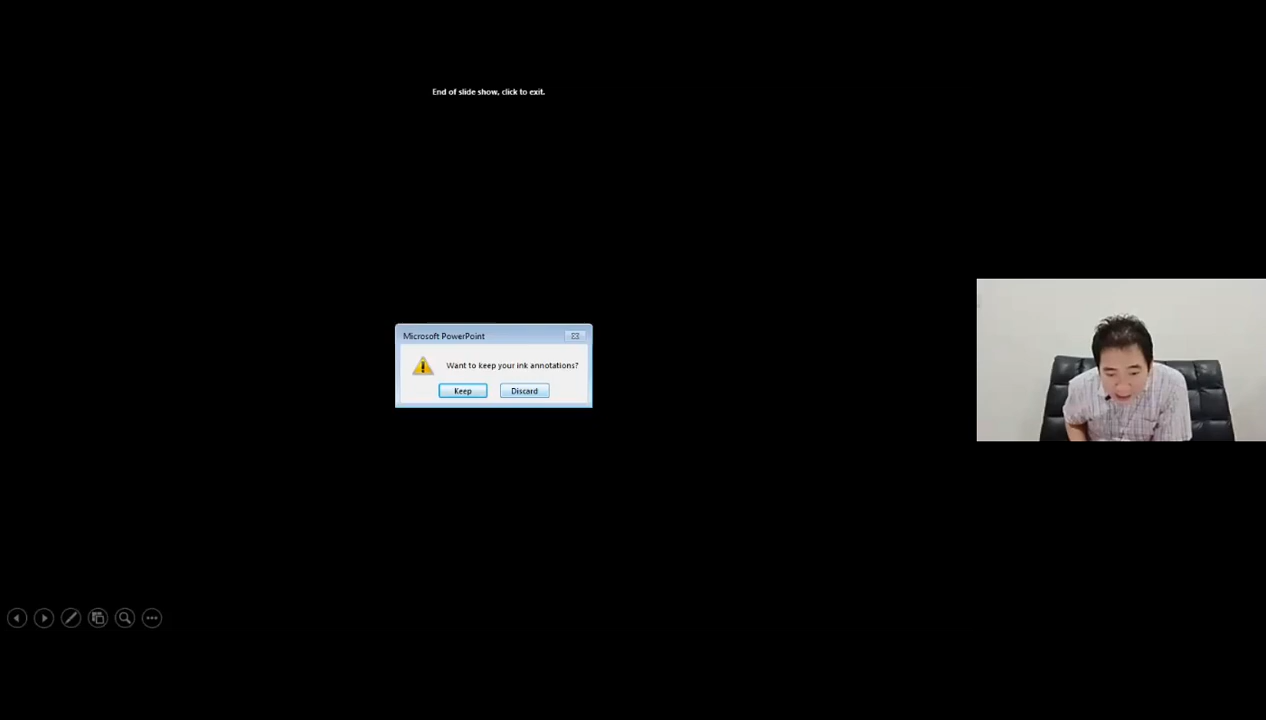 End of slide show, click to exit.
Microsoft PowerPoint
Want to keep your ink annotations?
Keep
Discard